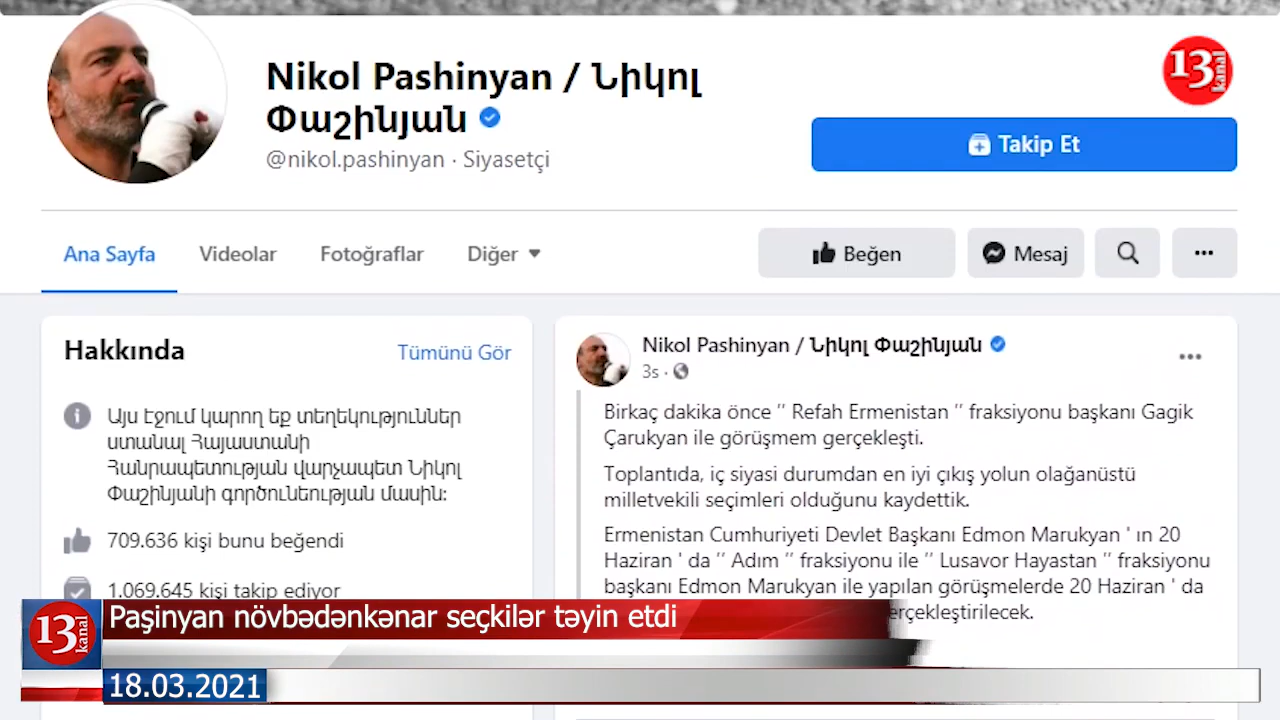 Nikol Pashinyan / Նիկոլ
Փաշինյան
@nikol.pashinyan · Siyasetçi
13 kanal
Takip Et
Ana Sayfa
Videolar
Fotoğraflar
Diğer
Beğen
Mesaj
Hakkında
Tümünü Gör
Այս էջում կարող եք տեղեկություններ
ստանալ Հայաստանի
Հանրապետության վարչապետ Նիկոլ
Փաշինյանի գործունեության մասին:
709.636 kişi bunu beğendi
1.069.645 kişi takip ediyor
Nikol Pashinyan / Նիկոլ Փաշինյան
3s ·
Birkaç dakika önce '' Refah Ermenistan '' fraksiyonu başkanı Gagik
Çarukyan ile görüşmem gerçekleşti.
Toplantıda, iç siyasi durumdan en iyi çıkış yolun olağanüstü
milletvekili seçimleri olduğunu kaydettik.
Ermenistan Cumhuriyeti Devlet Başkanı Edmon Marukyan ' ın 20
Haziran ' da '' Adım '' fraksiyonu ile '' Lusavor Hayastan '' fraksiyonu
başkanı Edmon Marukyan ile yapılan görüşmelerde 20 Haziran ' da
erçekleştirilecek.
13 kanal
Paşinyan növbədənkənar seçkilər təyin etdi
18.03.2021